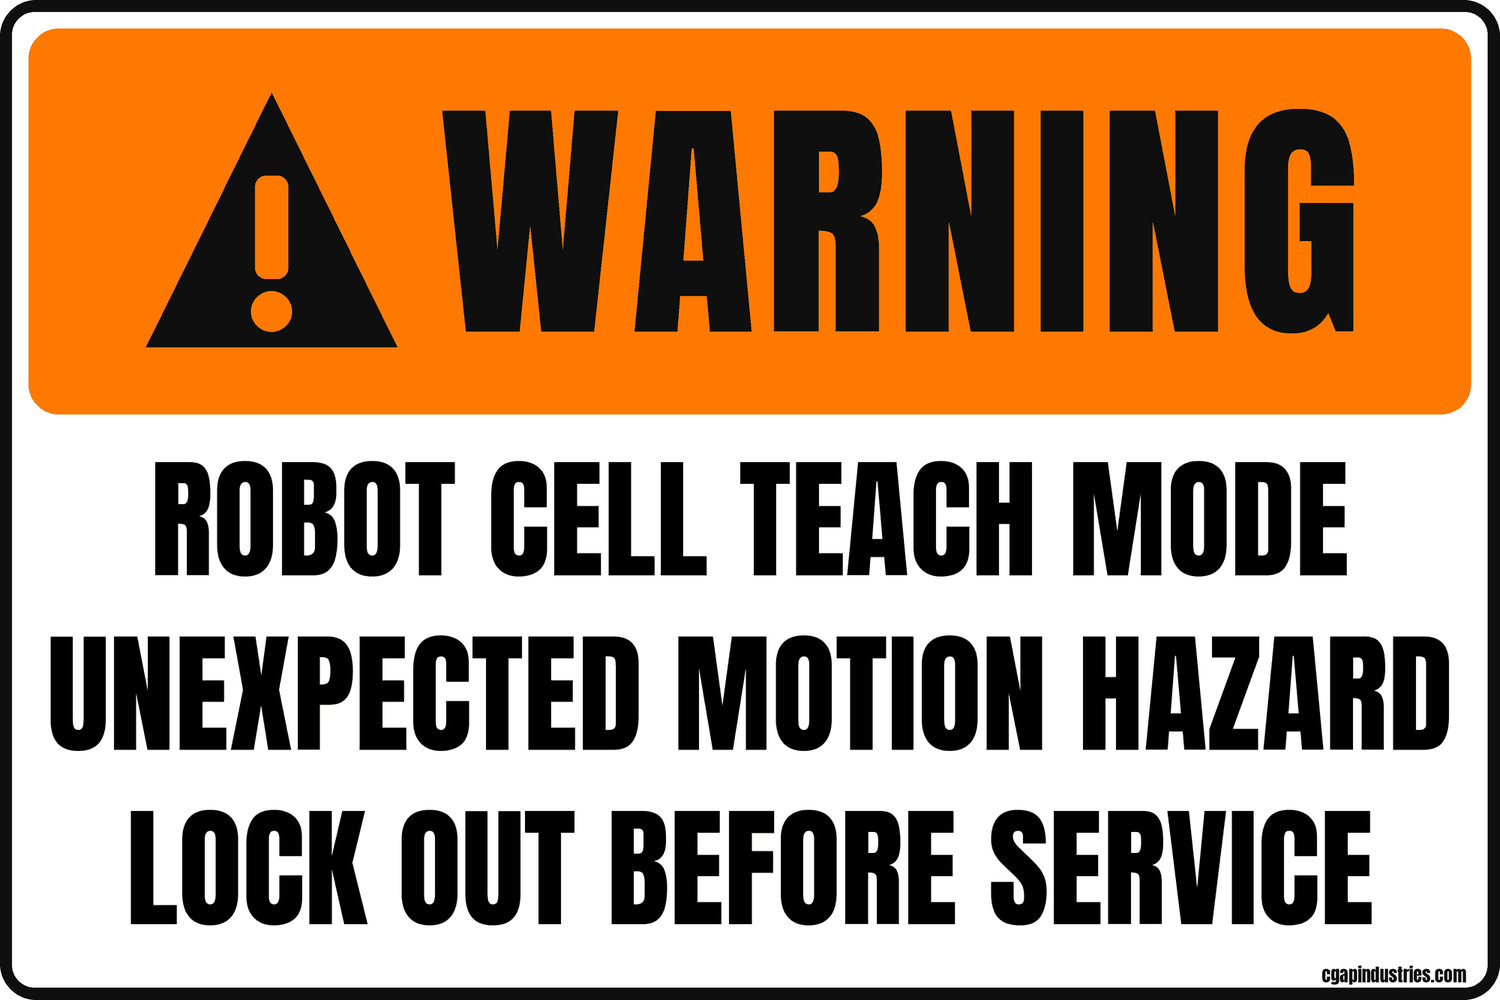 WARNING
ROBOT CELL TEACH MODE
UNEXPECTED MOTION HAZARD
LOCK OUT BEFORE SERVICE
cgapindustries.com